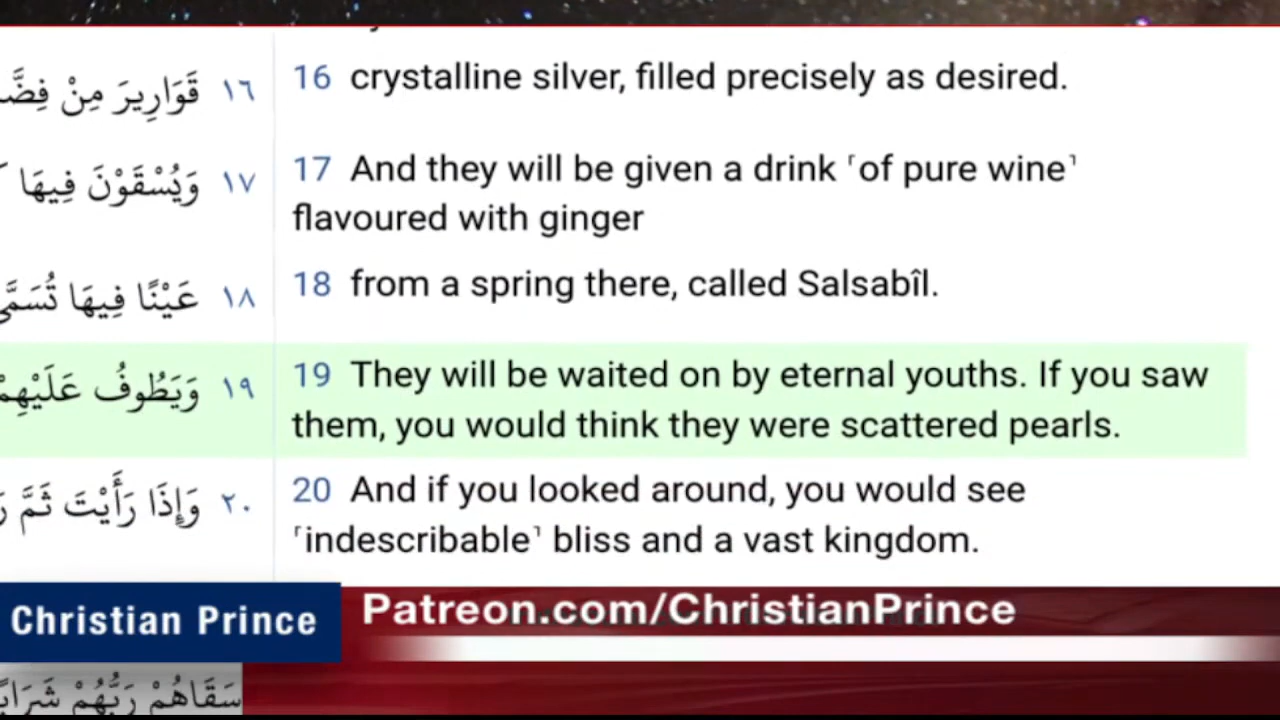 قَوَارِيرَ مِنْ ١٦
16 crystalline silver, filled precisely as desired.
وَيُسْقَوْنَ فِيهَا ١٧
17 And they will be given a drink ˹of pure wine˺
flavoured with ginger
عَيْنًا فِيهَا ١٨
18 from a spring there, called Salsabîl.
وَيَطُوفُ ١٩
19 They will be waited on by eternal youths. If you saw
them, you would think they were scattered pearls.
وَإِذَا رَأَيْتَ ثَمَّ ٢٠
20 And if you looked around, you would see
˹indescribable˺ bliss and a vast kingdom.
Christian Prince
Patreon.com/ChristianPrince
سَقَاهُمْ رَبُّهُمْ